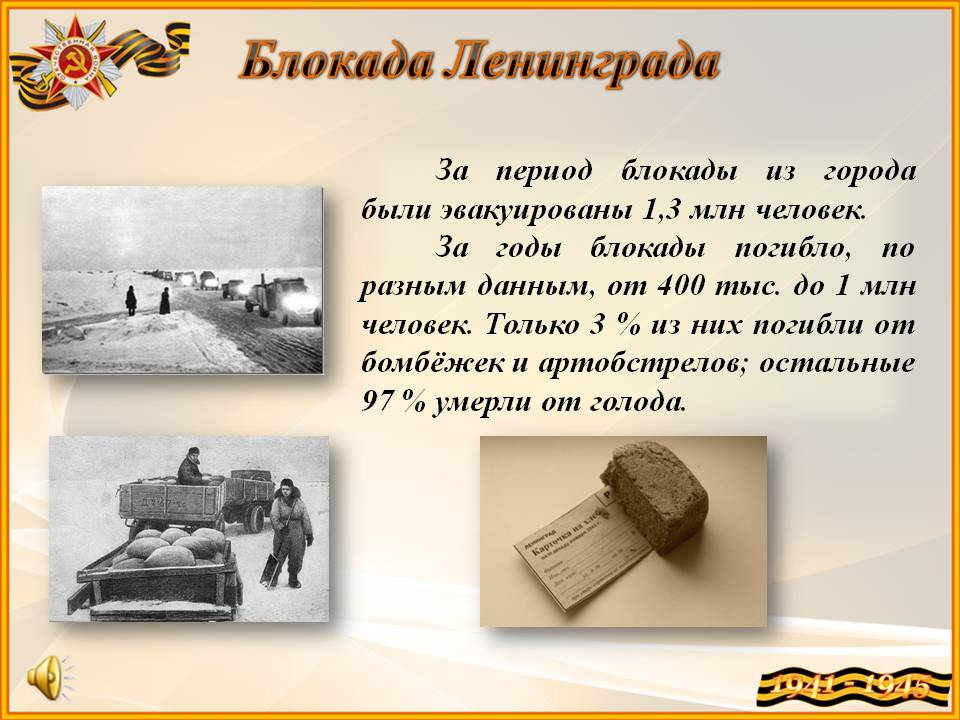 Блокада Ленинграда
За период блокады из города
были эвакуированы 1,3 млн человек.
За годы блокады погибло, по
разным данным, от 400 тыс. до 1 млн
человек. Только 3 % из них погибли от
бомбёжек и артобстрелов; остальные
97 % умерли от голода.
ЛЕНИНГРАД
Карточка на хлеб
1941 - 1945